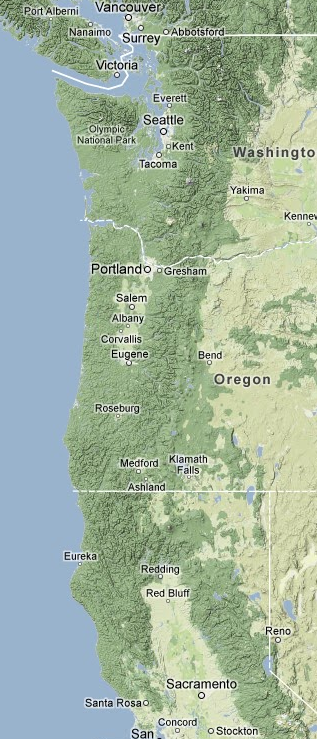 Vancouver
Port Alberni
Nanaimo
Surrey
Abbotsford
Victoria
Everett
Seattle
Olympic
National Park
Kent
Tacoma
Washingto
Yakima
Kennew
Portland
Gresham
Salem
Albany
Corvallis
Eugene
Bend
Oregon
Roseburg
Medford
Klamath
Falls
Ashland
Eureka
Redding
Red Bluff
Reno
Sacramento
Santa Rosa
Concord
Stockton
San